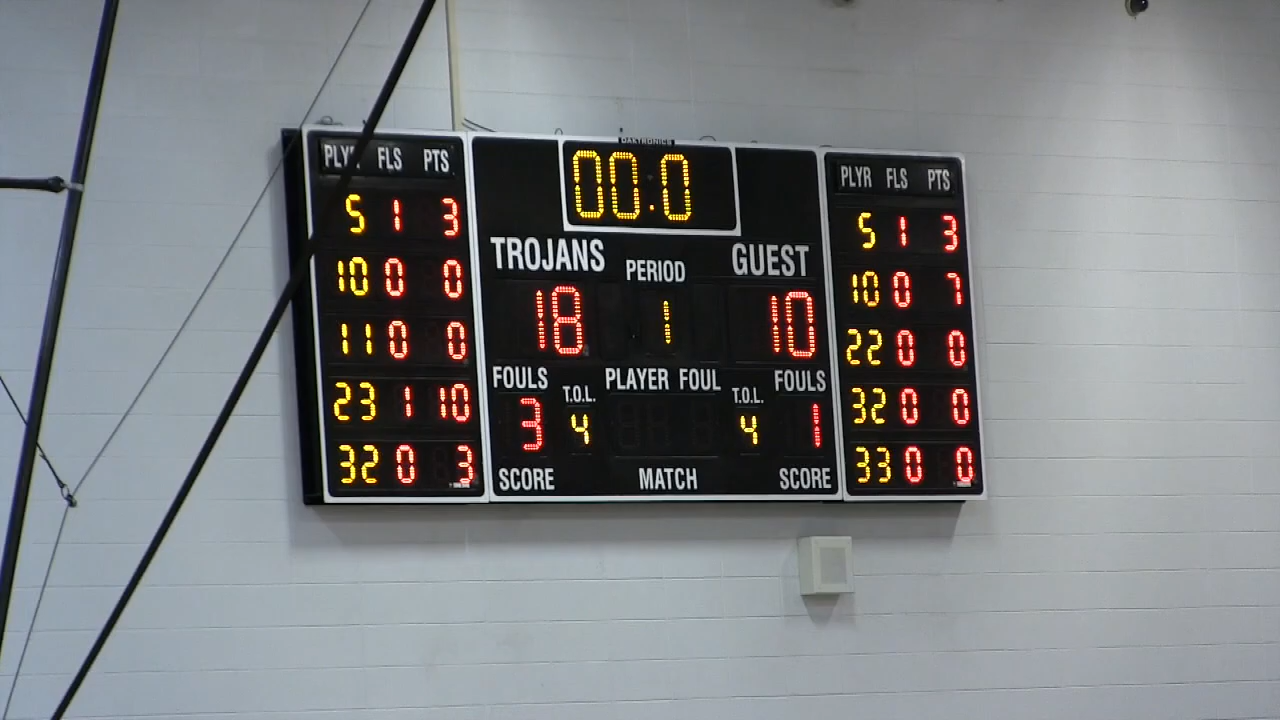 DAKTRONICS
PLYR FLS PTS
5 1 3
10 0 0
11 0 0
23 1 10
32 0 3
00.0
TROJANS PERIOD GUEST
18 1 10
FOULS T.O.L. PLAYER FOUL T.O.L. FOULS
3 4 4 1
SCORE MATCH SCORE
PLYR FLS PTS
5 1 3
10 0 7
22 0 0
32 0 0
33 0 0